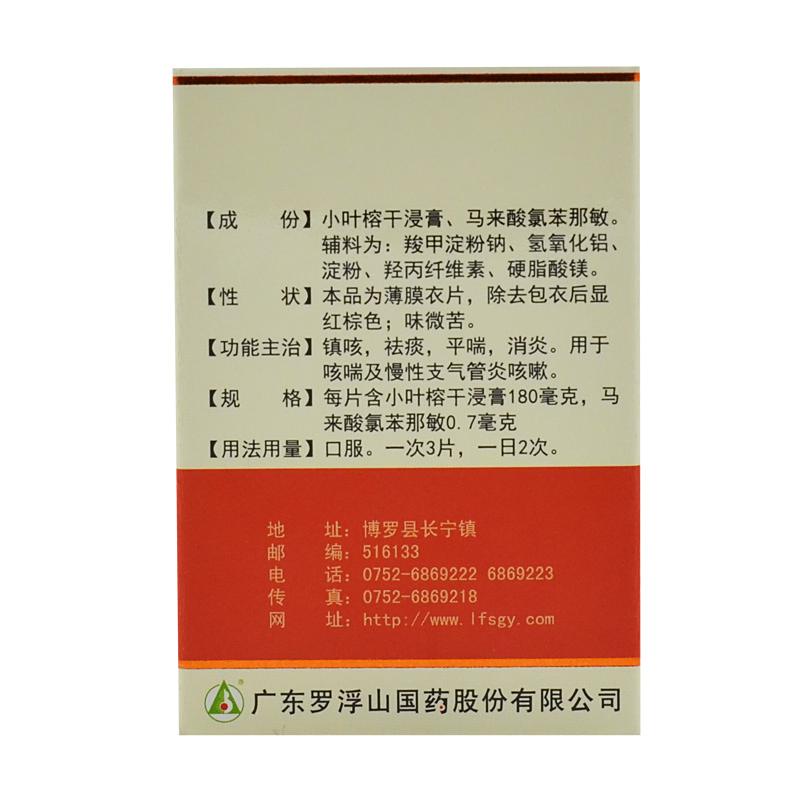 【成　份】小叶榕干浸膏、马来酸氯苯那敏。
辅料为：羧甲淀粉钠、氢氧化铝、
淀粉、羟丙纤维素、硬脂酸镁。
【性　状】本品为薄膜衣片，除去包衣后显
红棕色；味微苦。
【功能主治】镇咳，祛痰，平喘，消炎。用于
咳喘及慢性支气管炎咳嗽。
【规　格】每片含小叶榕干浸膏180毫克，马
来酸氯苯那敏0.7毫克
【用法用量】口服。一次3片，一日2次。
地　址：博罗县长宁镇
邮　编：516133
电　话：0752-6869222 6869223
传　真：0752-6869218
网　址：http://www.lfsgy.com
® 广东罗浮山国药股份有限公司